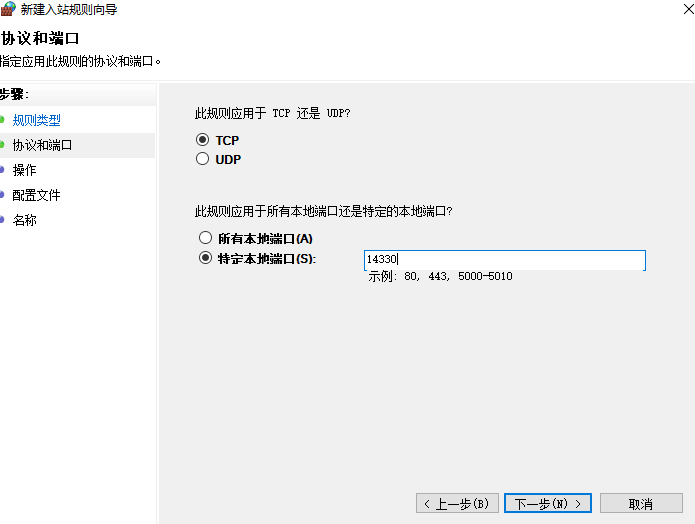 新建入站规则向导
协议和端口
指定应用此规则的协议和端口。
步骤:
规则类型
协议和端口
操作
配置文件
名称
此规则应用于 TCP 还是 UDP?
TCP
UDP
此规则应用于所有本地端口还是特定的本地端口?
所有本地端口(A)
特定本地端口(S):
14330
示例: 80, 443, 5000-5010
< 上一步(B)
下一步(N) >
取消